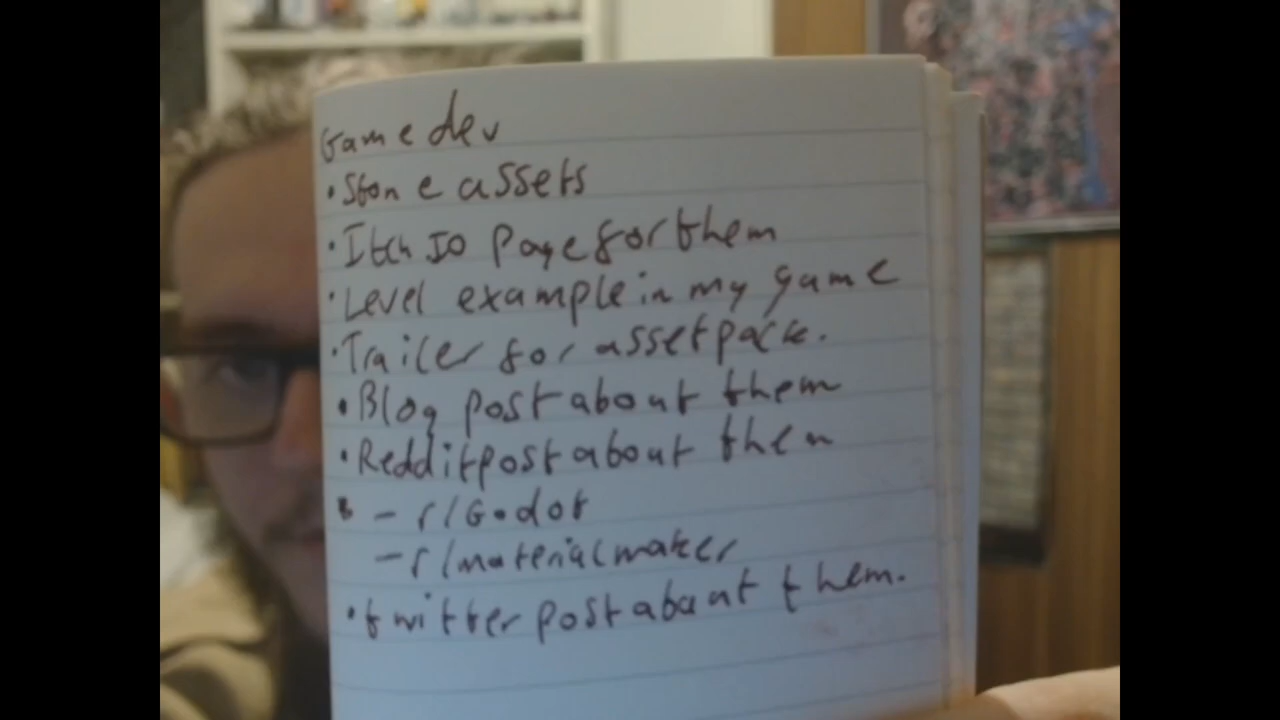 Game dev
• Stone assets
• Itch IO page for them
• Level example in my game
• Trailer for asset pack.
• Blog post about them
• Reddit post about them
- r/Godot
- r/materialmaker
• twitter post about them.